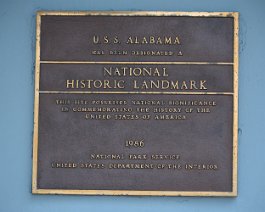 U.S.S. ALABAMA
HAS BEEN DESIGNATED A
NATIONAL
HISTORIC LANDMARK
THIS SITE POSSESSES NATIONAL SIGNIFICANCE
IN COMMEMORATING THE HISTORY OF THE
UNITED STATES OF AMERICA
1986
NATIONAL PARK SERVICE
UNITED STATES DEPARTMENT OF THE INTERIOR